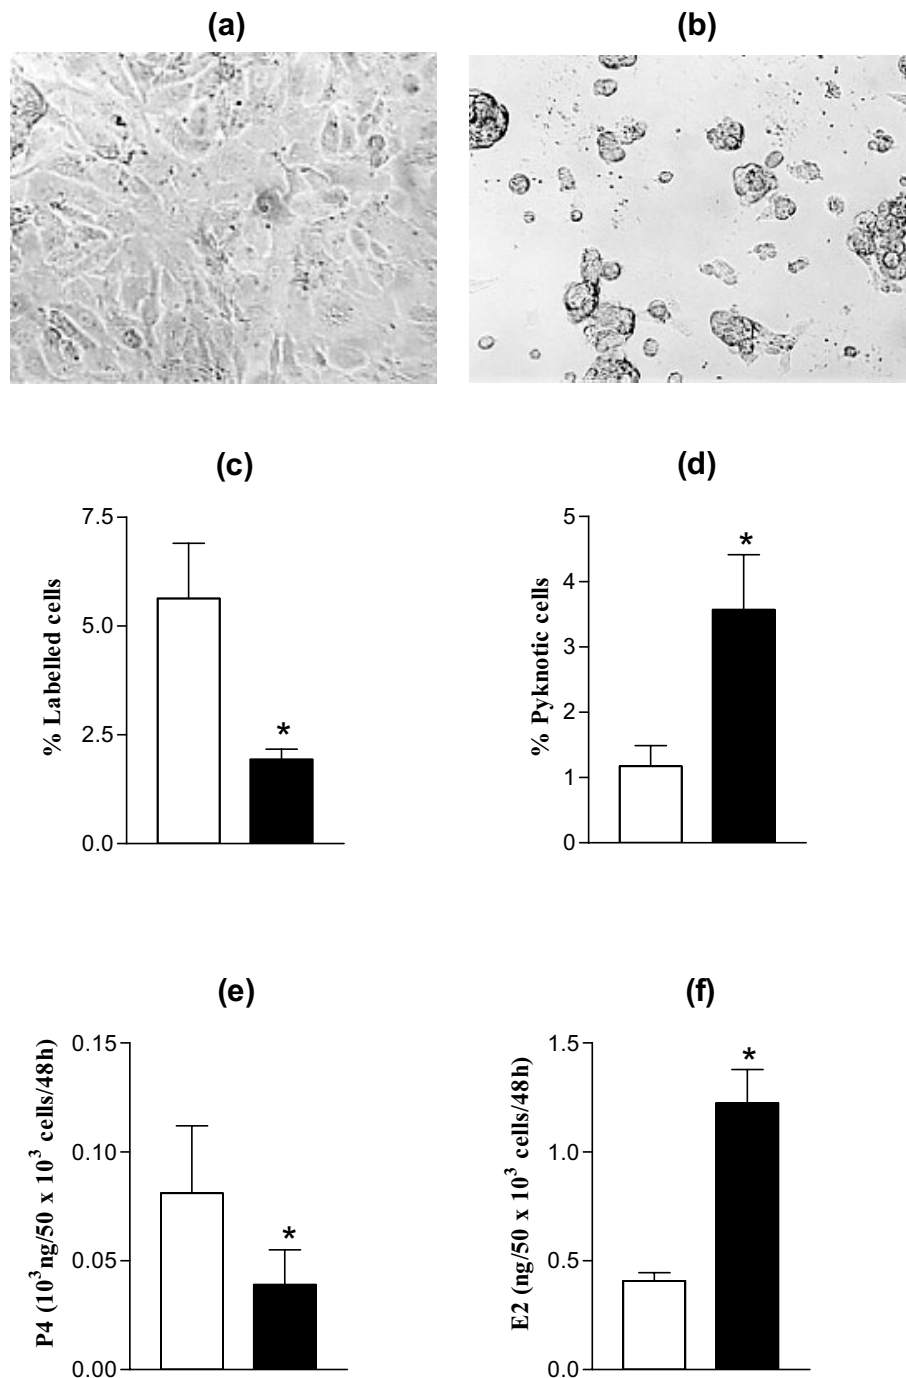 (a)
(b)
(c)
(d)
7.5
5.0
2.5
0.0
% Labelled cells
*
5
4
3
2
1
0
% Pyknotic cells
*
(e)
(f)
0.15
0.10
0.05
0.00
P4 (10³ng/50 x 10³ cells/48h)
*
1.5
1.0
0.5
0.0
E2 (ng/50 x 10³ cells/48h)
*